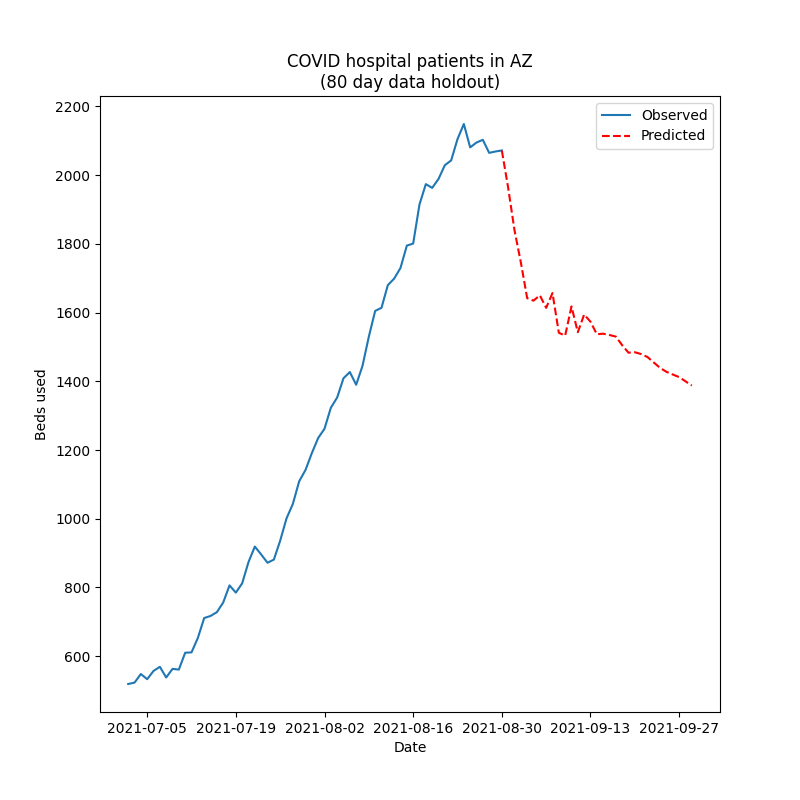 COVID hospital patients in AZ
(80 day data holdout)
Observed
Predicted
2200
2000
1800
1600
1400
1200
1000
800
600
Beds used
2021-07-05 2021-07-19 2021-08-02 2021-08-16 2021-08-30 2021-09-13 2021-09-27
Date